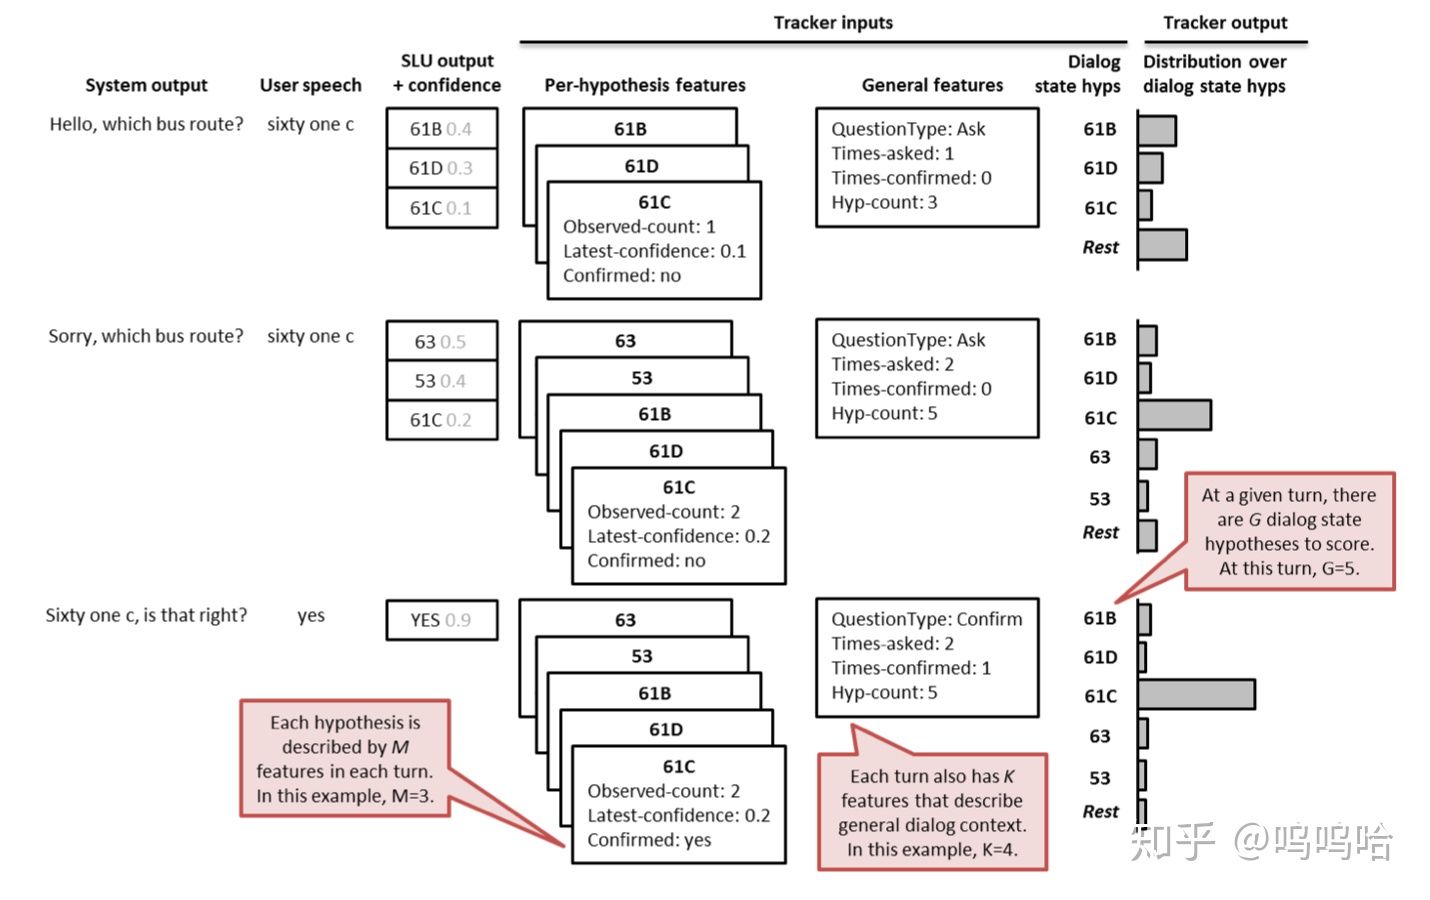 Tracker inputs
Tracker output
System output
User speech
SLU output
+ confidence
Per-hypothesis features
General features
Dialog
state hyps
Distribution over
dialog state hyps
Hello, which bus route?
sixty one c
61B 0.4
61D 0.3
61C 0.1
61B
61D
61C
Observed-count: 1
Latest-confidence: 0.1
Confirmed: no
QuestionType: Ask
Times-asked: 1
Times-confirmed: 0
Hyp-count: 3
61B
61D
61C
Rest
Sorry, which bus route?
sixty one c
63 0.5
53 0.4
61C 0.2
63
53
61B
61D
61C
Observed-count: 2
Latest-confidence: 0.2
Confirmed: no
QuestionType: Ask
Times-asked: 2
Times-confirmed: 0
Hyp-count: 5
61B
61D
61C
63
53
Rest
At a given turn, there
are G dialog state
hypotheses to score.
At this turn, G=5.
Sixty one c, is that right?
yes
YES 0.9
63
53
61B
61D
61C
Observed-count: 2
Latest-confidence: 0.2
Confirmed: yes
QuestionType: Confirm
Times-asked: 2
Times-confirmed: 1
Hyp-count: 5
61B
61D
61C
63
53
Rest
Each hypothesis is
described by M
features in each turn.
In this example, M=3.
Each turn also has K
features that describe
general dialog context.
In this example, K=4.
知乎 @呜呜哈